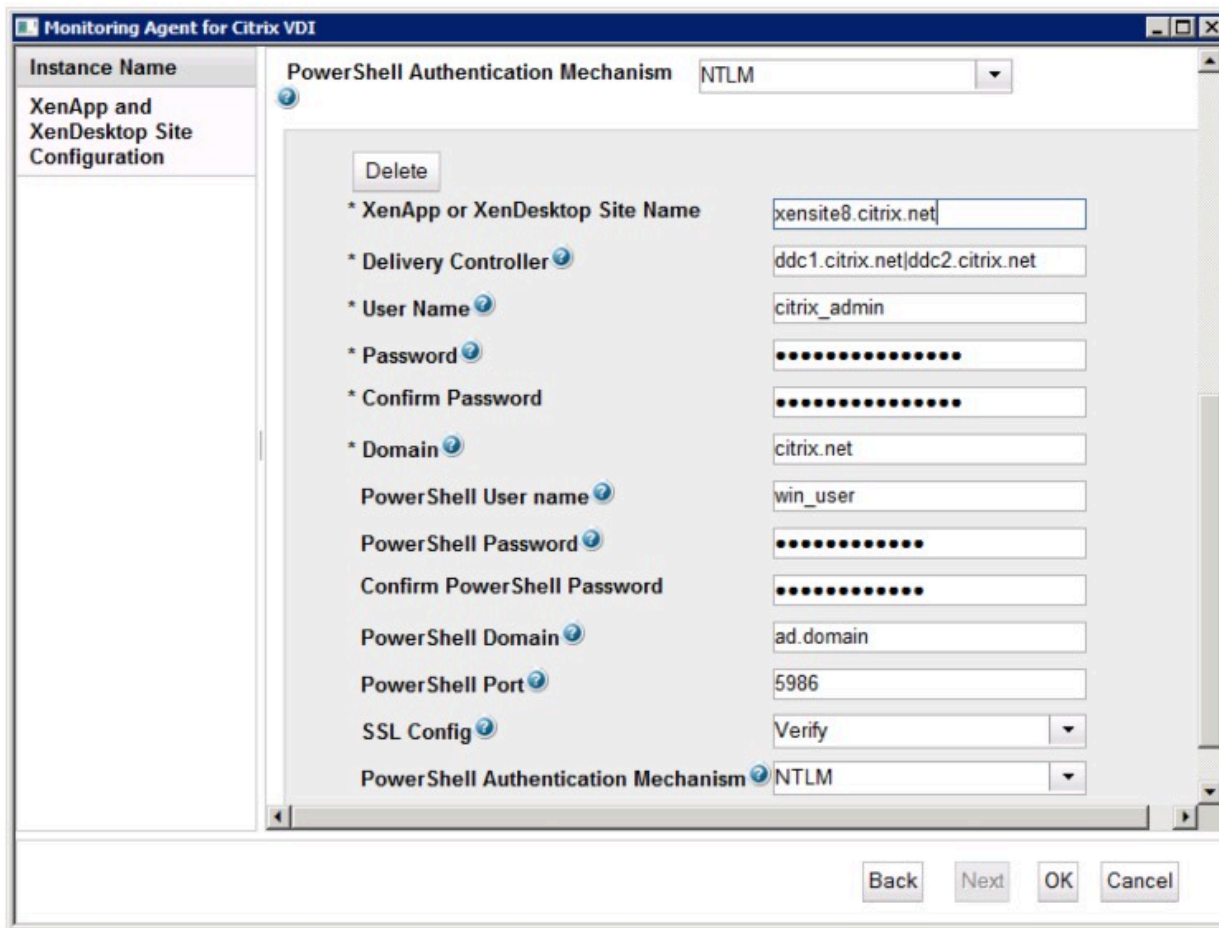 Monitoring Agent for Citrix VDI
Instance Name
XenApp and
XenDesktop Site
Configuration
PowerShell Authentication Mechanism NTLM
Delete
* XenApp or XenDesktop Site Name xensite8.citrix.net
* Delivery Controller ddc1.citrix.net|ddc2.citrix.net
* User Name citrix_admin
* Password •••••••••••••••
* Confirm Password •••••••••••••••
* Domain citrix.net
PowerShell User name win_user
PowerShell Password ••••••••••••
Confirm PowerShell Password ••••••••••••
PowerShell Domain ad.domain
PowerShell Port 5986
SSL Config Verify
PowerShell Authentication Mechanism NTLM
Back Next OK Cancel